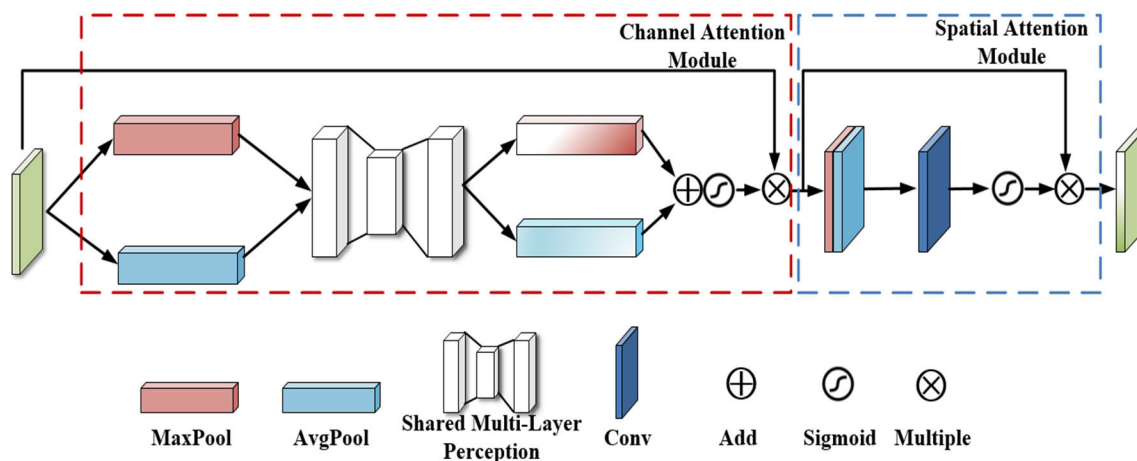 Channel Attention
Module
Spatial Attention
Module
MaxPool
AvgPool
Shared Multi-Layer
Perception
Conv
Add
Sigmoid
Multiple